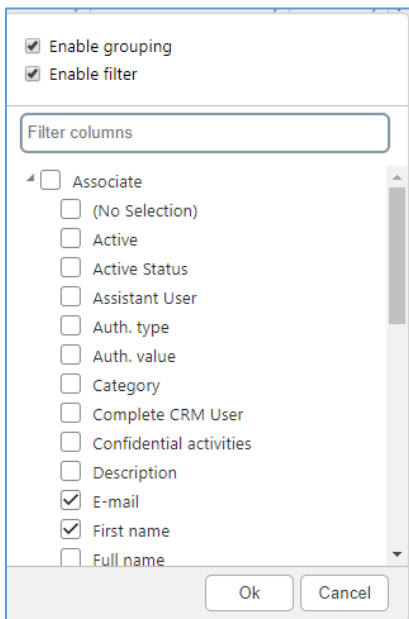 Enable grouping
Enable filter
Filter columns
Associate
(No Selection)
Active
Active Status
Assistant User
Auth. type
Auth. value
Category
Complete CRM User
Confidential activities
Description
E-mail
First name
Full name
Ok Cancel